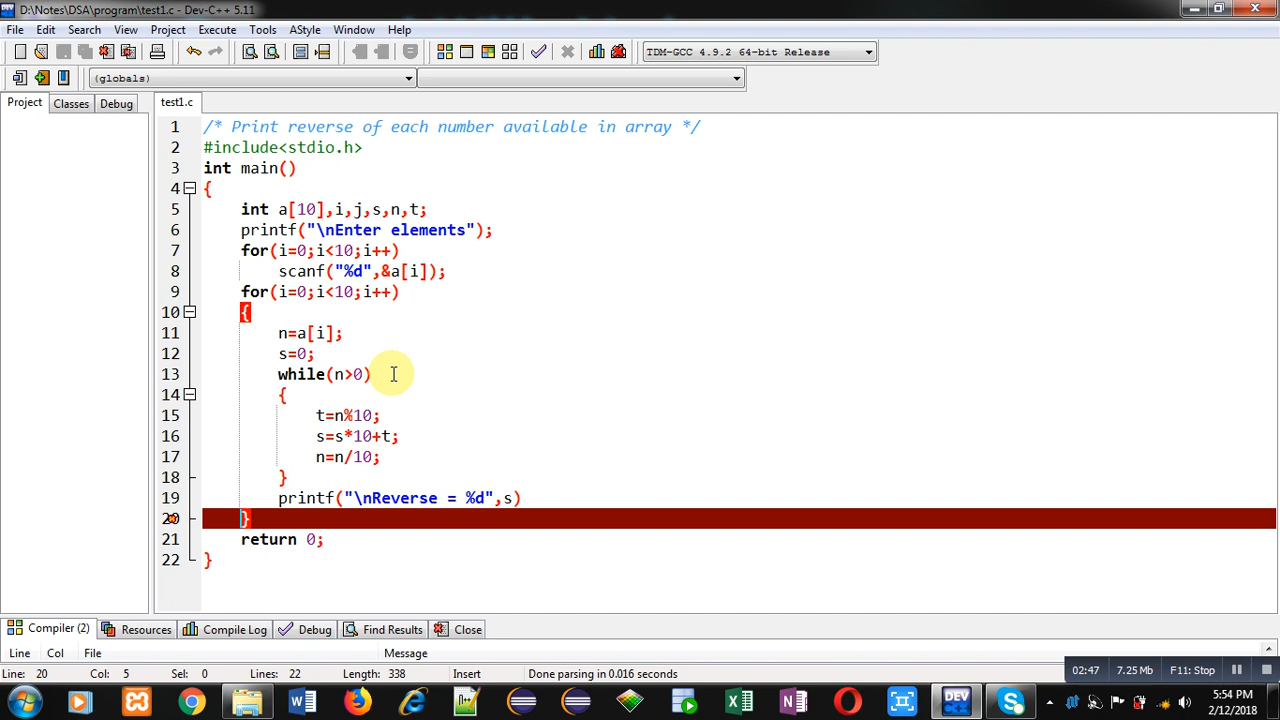 D:\Notes\DSA\program\test1.c - Dev-C++ 5.11
File Edit Search View Project Execute Tools AStyle Window Help
TDM-GCC 4.9.2 64-bit Release
(globals)
Project Classes Debug test1.c
1 /* Print reverse of each number available in array */
2 #include<stdio.h>
3 int main()
4 {
5 int a[10],i,j,s,n,t;
6 printf("\nEnter elements");
7 for(i=0;i<10;i++)
8 scanf("%d",&a[i]);
9 for(i=0;i<10;i++)
10 {
11 n=a[i];
12 s=0;
13 while(n>0)
14 {
15 t=n%10;
16 s=s*10+t;
17 n=n/10;
18 }
19 printf("\nReverse = %d",s)
20 }
21 return 0;
22 }
Compiler (2) Resources Compile Log Debug Find Results Close
Line Col File Message
Line: 20 Col: 5 Sel: 0 Lines: 22 Length: 338 Insert Done parsing in 0.016 seconds
02:47 7.25 Mb F11: Stop
DEV
5:54 PM
2/12/2018